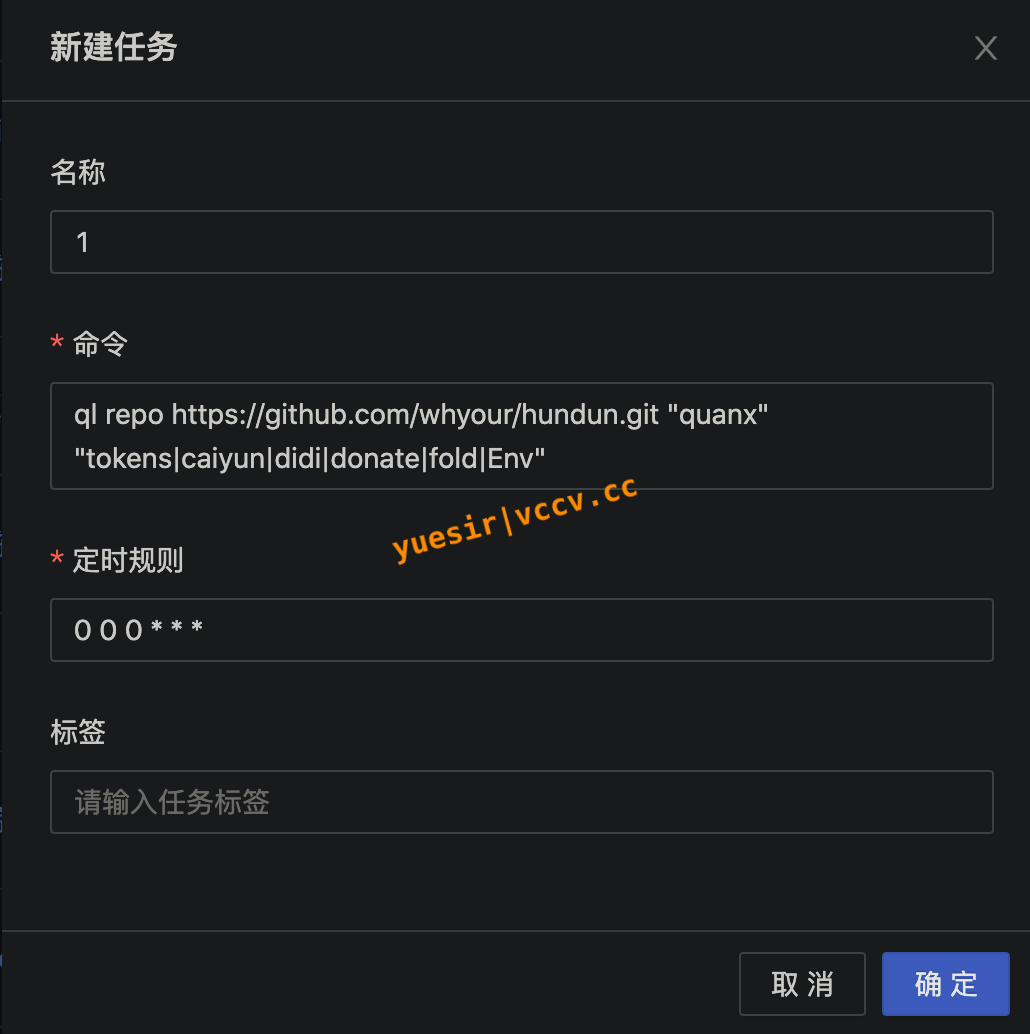 新建任务
名称
1
* 命令
ql repo https://github.com/whyour/hundun.git "quanx"
"tokens|caiyun|didi|donate|fold|Env"
yuesir|vccv.cc
* 定时规则
0 0 0 * * *
标签
请输入任务标签
取 消
确 定